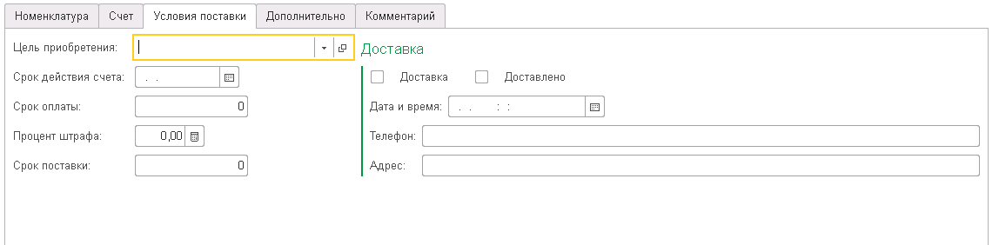 Номенклатура Счет Условия поставки Дополнительно Комментарий
Цель приобретения:
Срок действия счета: . .
Срок оплаты: 0
Процент штрафа: 0,00
Срок поставки: 0
Доставка
Доставка Доставлено
Дата и время: . . : :
Телефон:
Адрес: